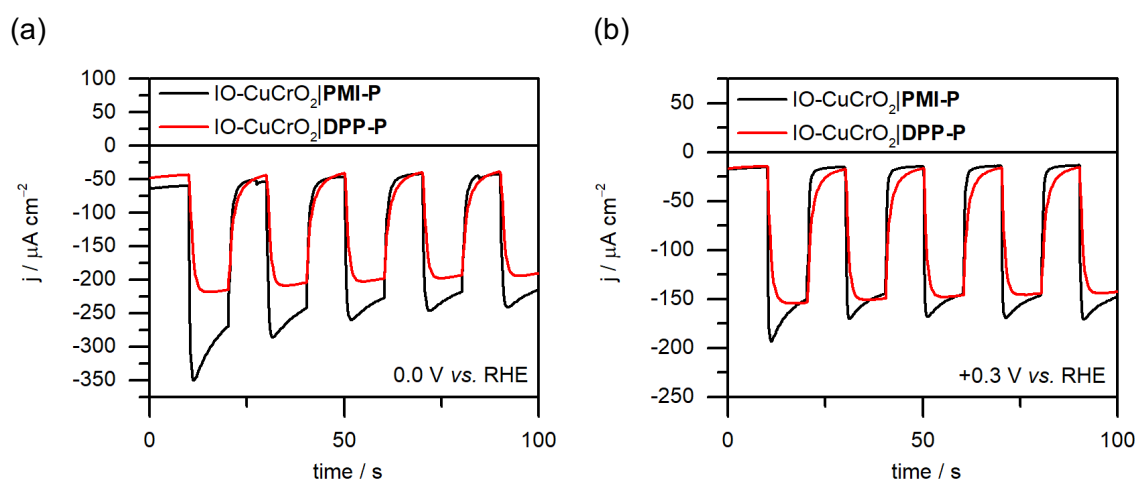 (a)
100
50
0
-50
-100
-150
-200
-250
-300
-350
j / µA cm⁻²
IO-CuCrO₂|PMI-P
IO-CuCrO₂|DPP-P
0.0 V vs. RHE
0
50
100
time / s
(b)
50
0
-50
-100
-150
-200
-250
j / µA cm⁻²
IO-CuCrO₂|PMI-P
IO-CuCrO₂|DPP-P
+0.3 V vs. RHE
0
50
100
time / s